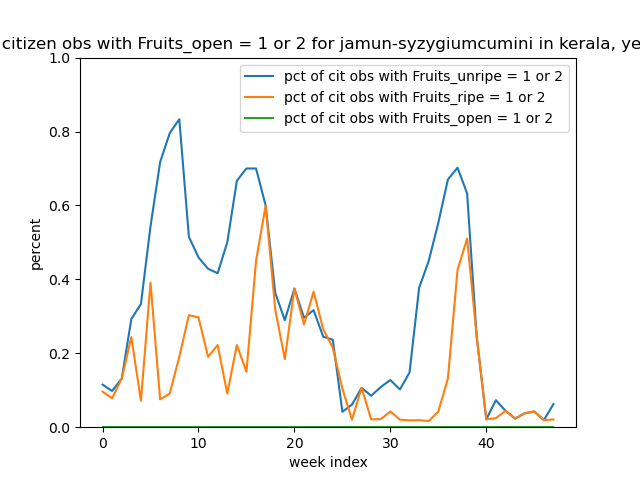 citizen obs with Fruits_open = 1 or 2 for jamun-syzygiumcumini in kerala, ye
pct of cit obs with Fruits_unripe = 1 or 2
pct of cit obs with Fruits_ripe = 1 or 2
pct of cit obs with Fruits_open = 1 or 2
percent
1.0
0.8
0.6
0.4
0.2
0.0
0 10 20 30 40
week index